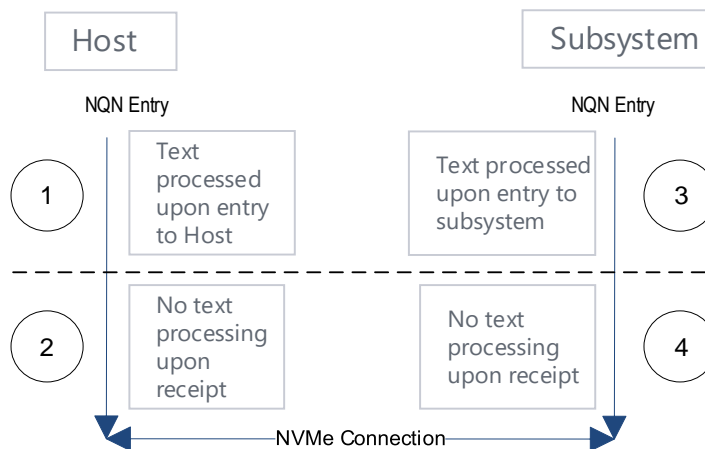 Host
Subsystem
NQN Entry
NQN Entry
1
Text
processed
upon entry
to Host
Text processed
upon entry to
subsystem
3
2
No text
processing
upon
receipt
No text
processing
upon receipt
4
NVMe Connection